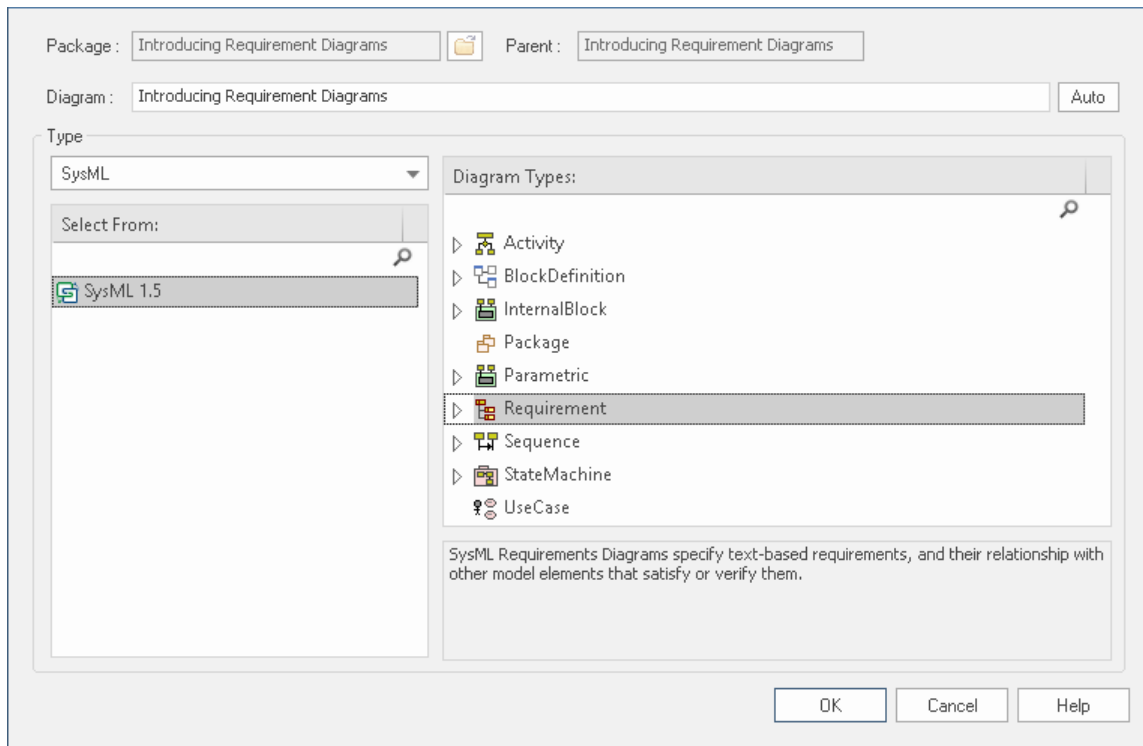 Package : Introducing Requirement Diagrams Parent : Introducing Requirement Diagrams
Diagram : Introducing Requirement Diagrams Auto
Type
SysML
Select From:
SysML 1.5
Diagram Types:
Activity
BlockDefinition
InternalBlock
Package
Parametric
Requirement
Sequence
StateMachine
UseCase
SysML Requirements Diagrams specify text-based requirements, and their relationship with
other model elements that satisfy or verify them.
OK Cancel Help